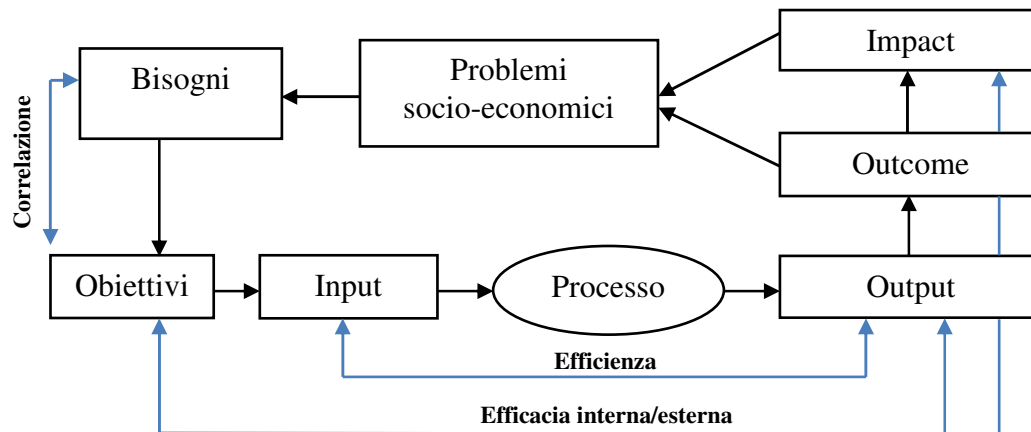 Impact
Bisogni
Problemi
socio-economici
Correlazione
Outcome
Obiettivi
Input
Processo
Output
Efficienza
Efficacia interna/esterna